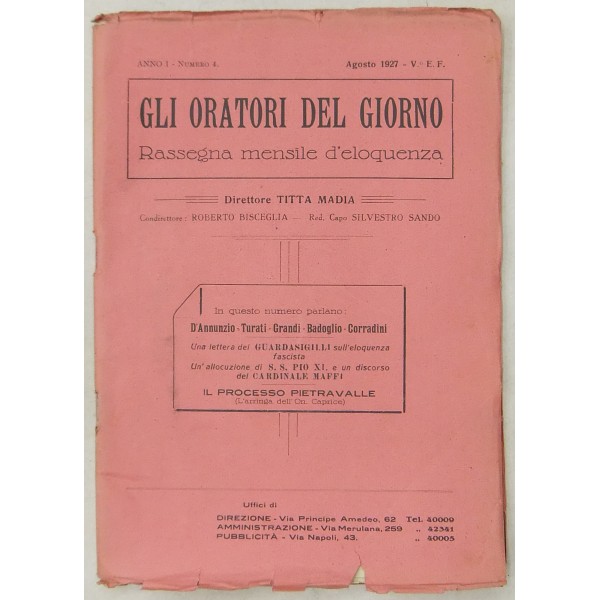 ANNO I - NUMERO 4.
Agosto 1927 - V.° E. F.
GLI ORATORI DEL GIORNO
Rassegna mensile d'eloquenza
Direttore TITTA MADIA
Condirettore: ROBERTO BISCEGLIA — Red. Capo SILVESTRO SANDO
In questo numero parlano:
D'Annunzio - Turati - Grandi - Badoglio - Corradini
Una lettera del GUARDASIGILLI sull'eloquenza
fascista
Un'allocuzione di S. S. PIO XI. e un discorso
del CARDINALE MAFFI
IL PROCESSO PIETRAVALLE
(L'arringa dell'On. Caprice)
Uffici di
DIREZIONE - Via Principe Amedeo, 62 Tel. 40009
AMMINISTRAZIONE - Via Merulana, 259 „ 42341
PUBBLICITÀ - Via Napoli, 43. „ 40005